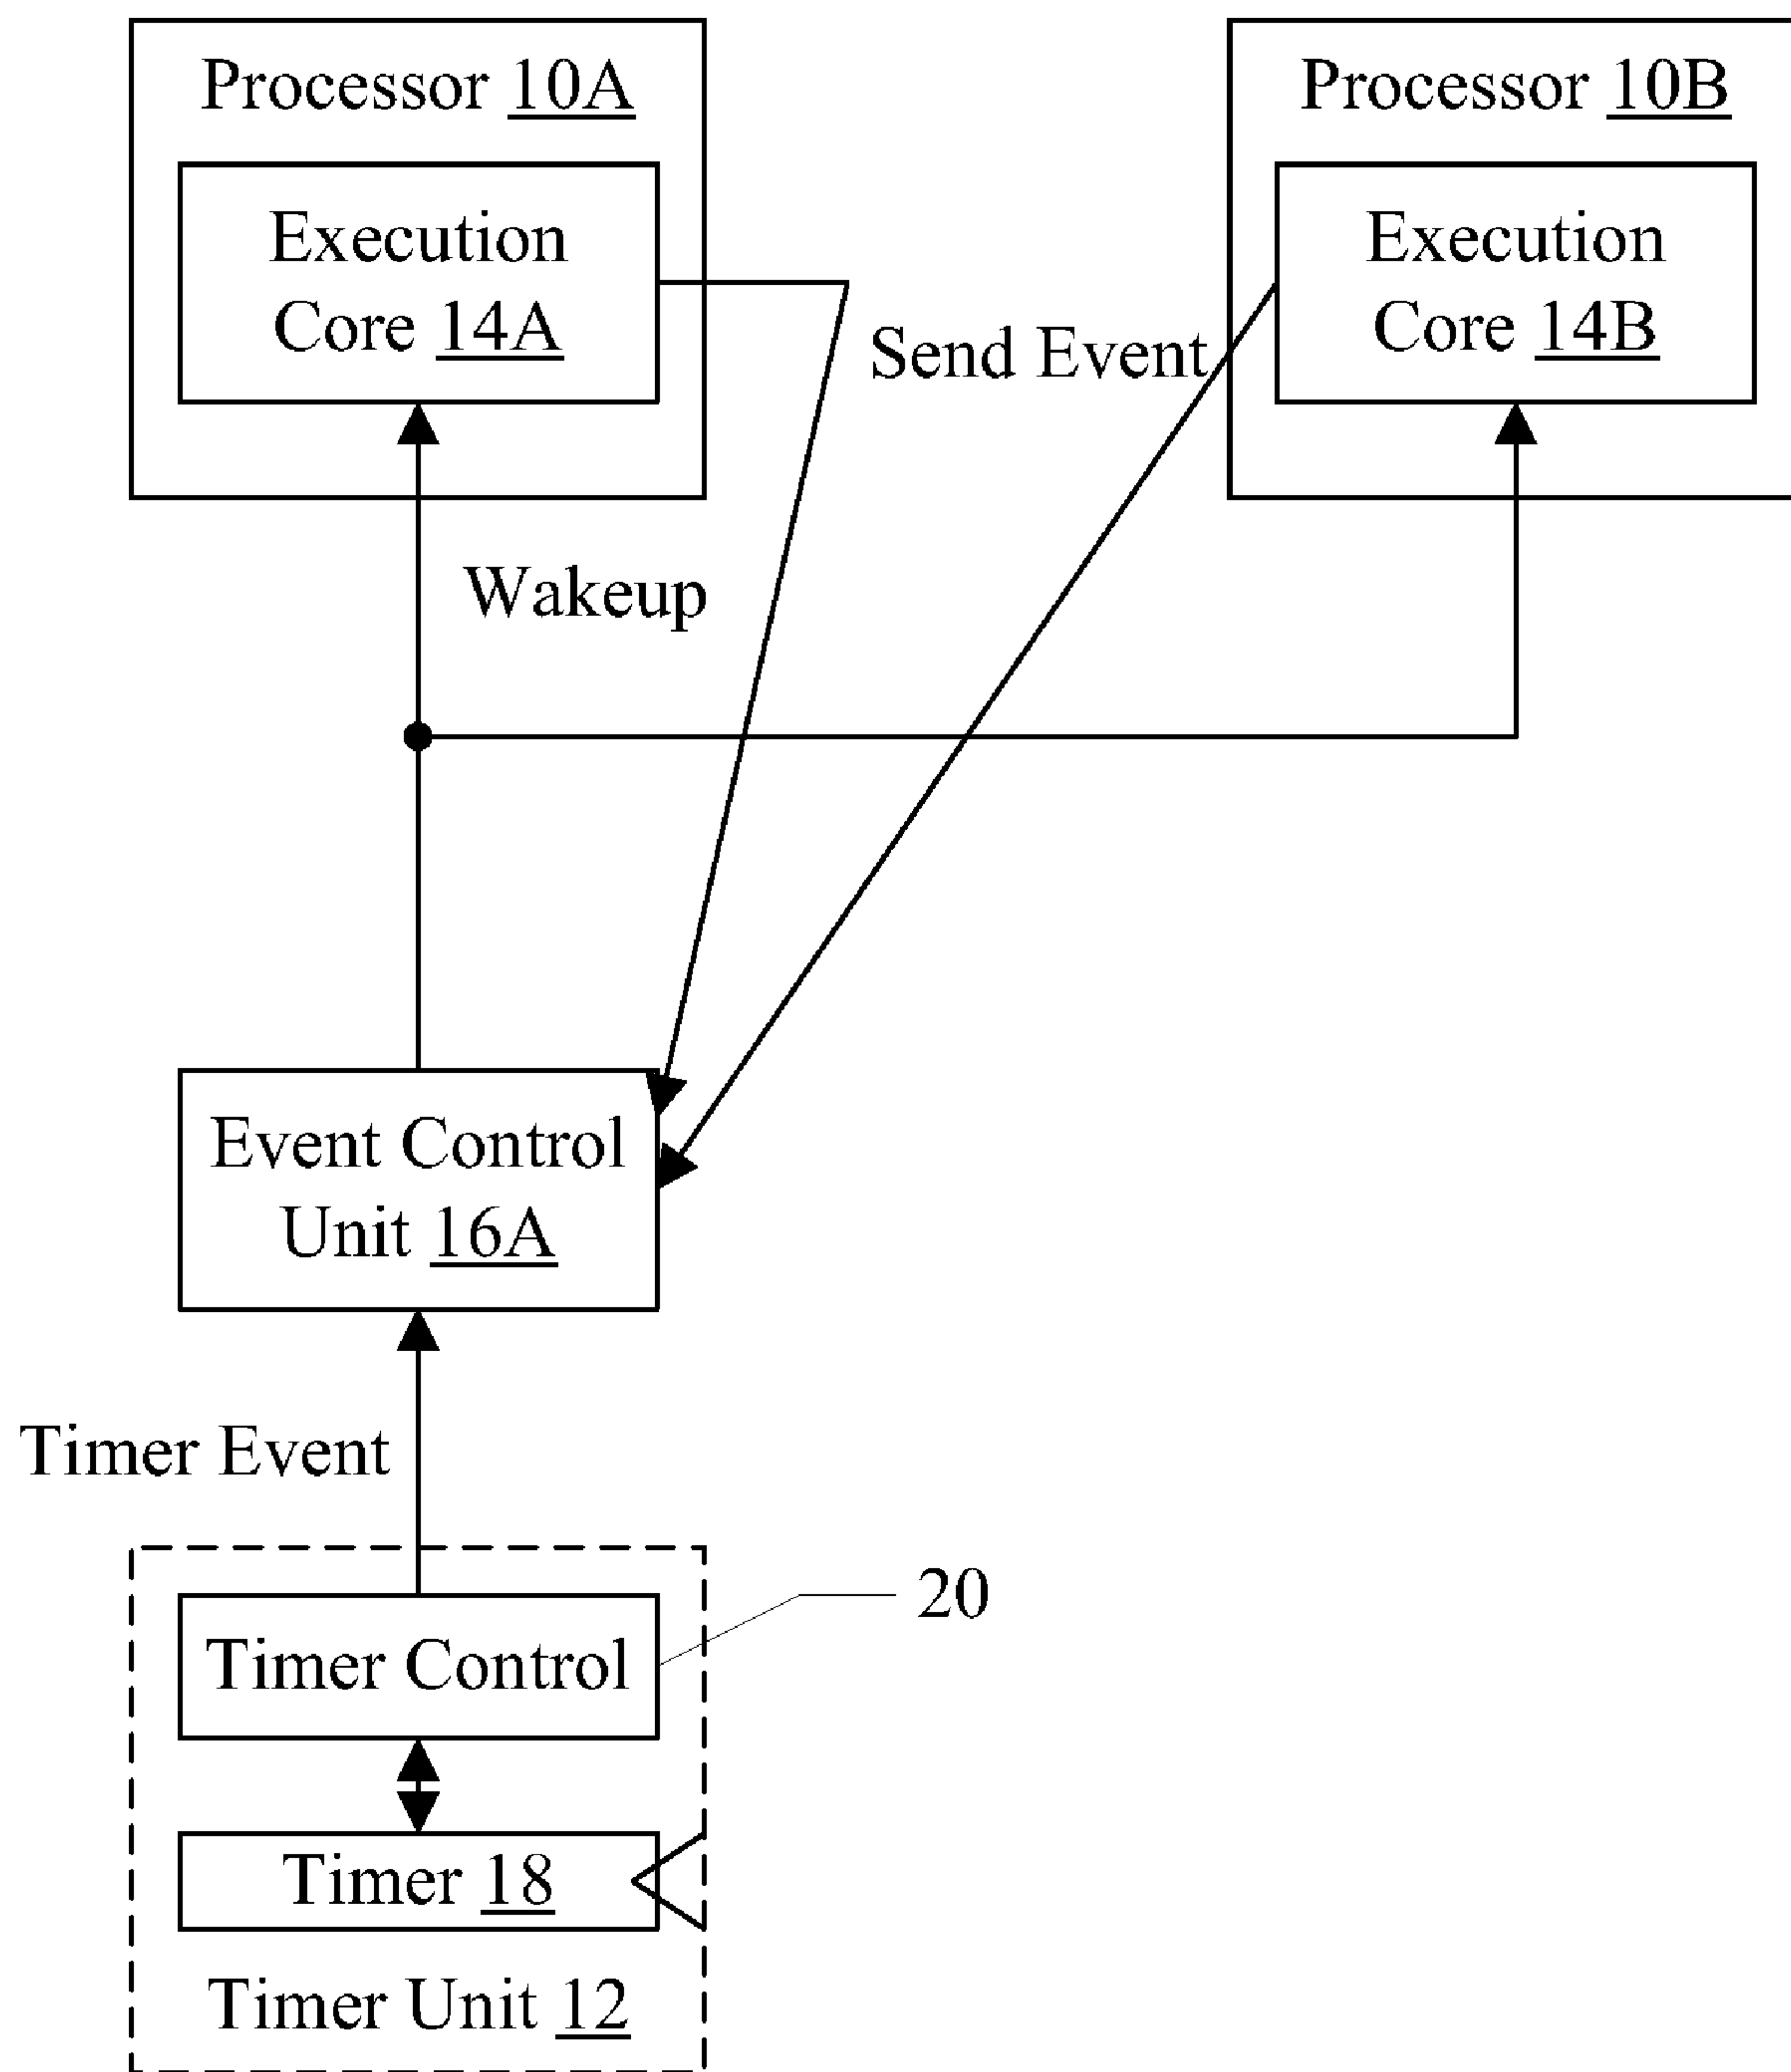 Processor 10A
Processor 10B
Execution
Core 14A
Execution
Core 14B
Send Event
Wakeup
Event Control
Unit 16A
Timer Event
20
Timer Control
Timer 18
Timer Unit 12